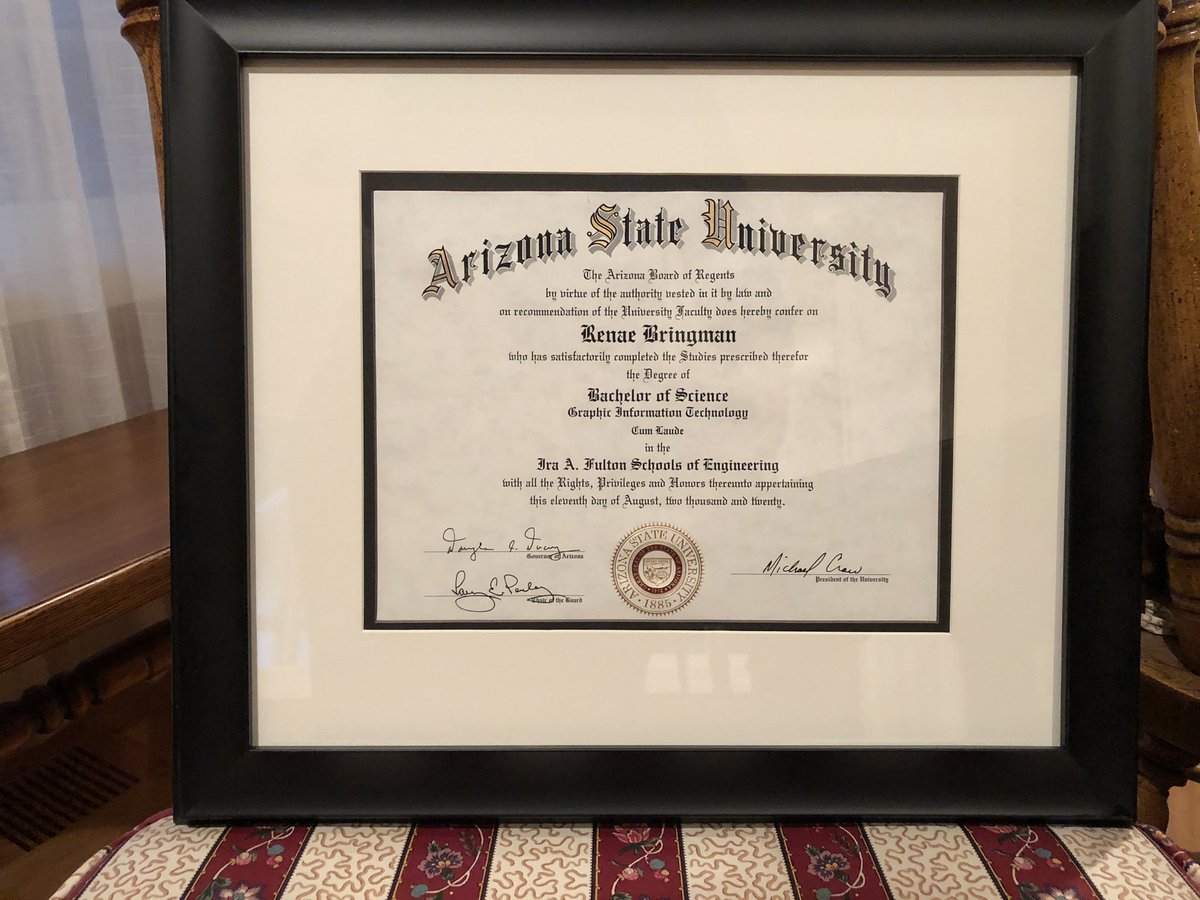 Arizona State University
The Arizona Board of Regents
by virtue of the authority vested in it by law and
on recommendation of the University Faculty does hereby confer on
Renae Bringman
who has satisfactorily completed the Studies prescribed therefor
the Degree of
Bachelor of Science
Graphic Information Technology
Cum Laude
in the
Ira A. Fulton Schools of Engineering
with all the Rights, Privileges and Honors thereunto appertaining
this eleventh day of August, two thousand and twenty.
Governor of Arizona
Chair of the Board
ARIZONA STATE UNIVERSITY
1885
Michael Crow
President of the University